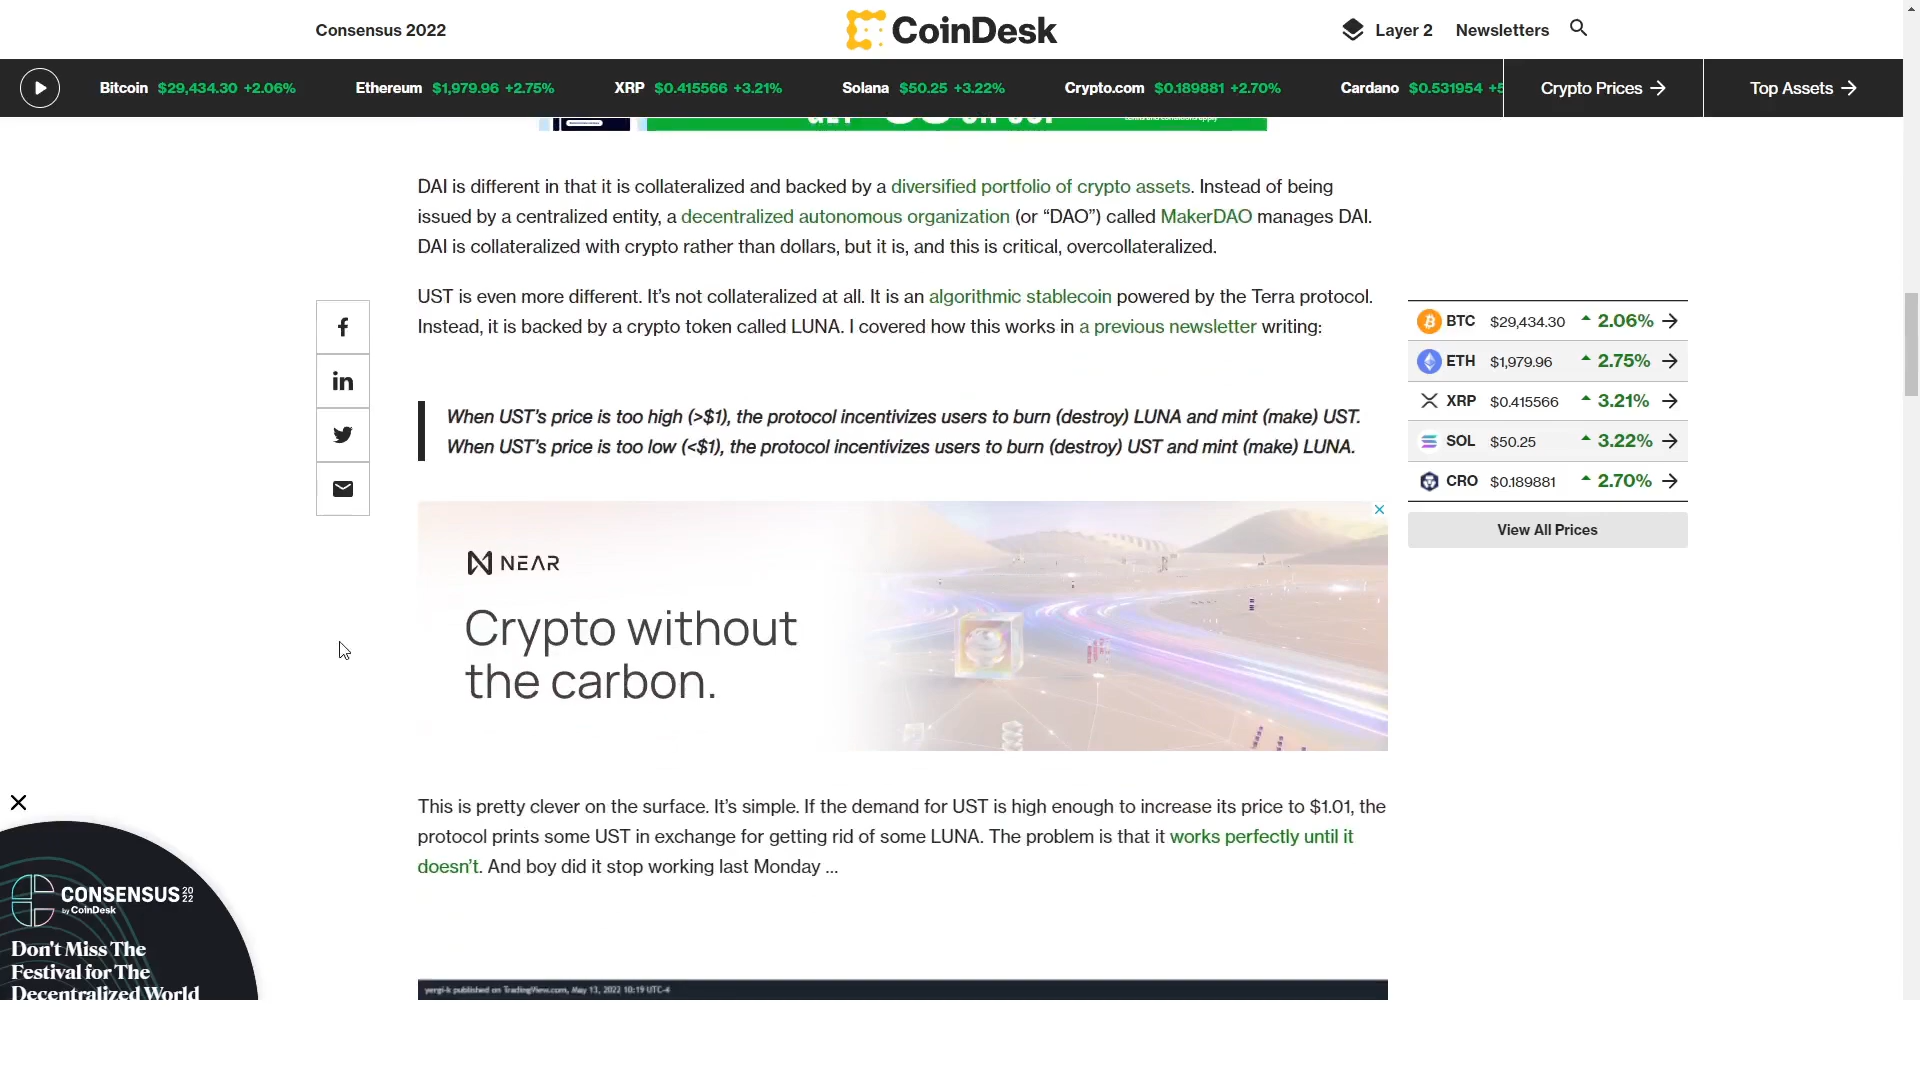 Consensus 2022
CoinDesk
Layer 2
Newsletters
Bitcoin $29,434.30 +2.06%
Ethereum $1,979.96 +2.75%
XRP $0.415566 +3.21%
Solana $50.25 +3.22%
Crypto.com $0.189881 +2.70%
Cardano $0.531954
Crypto Prices
Top Assets
DAI is different in that it is collateralized and backed by a diversified portfolio of crypto assets. Instead of being
issued by a centralized entity, a decentralized autonomous organization (or “DAO”) called MakerDAO manages DAI.
DAI is collateralized with crypto rather than dollars, but it is, and this is critical, overcollateralized.
UST is even more different. It’s not collateralized at all. It is an algorithmic stablecoin powered by the Terra protocol.
Instead, it is backed by a crypto token called LUNA. I covered how this works in a previous newsletter writing:
When UST’s price is too high (>$1), the protocol incentivizes users to burn (destroy) LUNA and mint (make) UST.
When UST’s price is too low (<$1), the protocol incentivizes users to burn (destroy) UST and mint (make) LUNA.
BTC $29,434.30 2.06%
ETH $1,979.96 2.75%
XRP $0.415566 3.21%
SOL $50.25 3.22%
CRO $0.189881 2.70%
View All Prices
NEAR
Crypto without
the carbon.
This is pretty clever on the surface. It’s simple. If the demand for UST is high enough to increase its price to $1.01, the
protocol prints some UST in exchange for getting rid of some LUNA. The problem is that it works perfectly until it
doesn’t. And boy did it stop working last Monday ...
CONSENSUS 20
22
by CoinDesk
Don't Miss The
Festival for The
Decentralized World
yergi-k published on TradingView.com, May 13, 2022 10:19 UTC-4